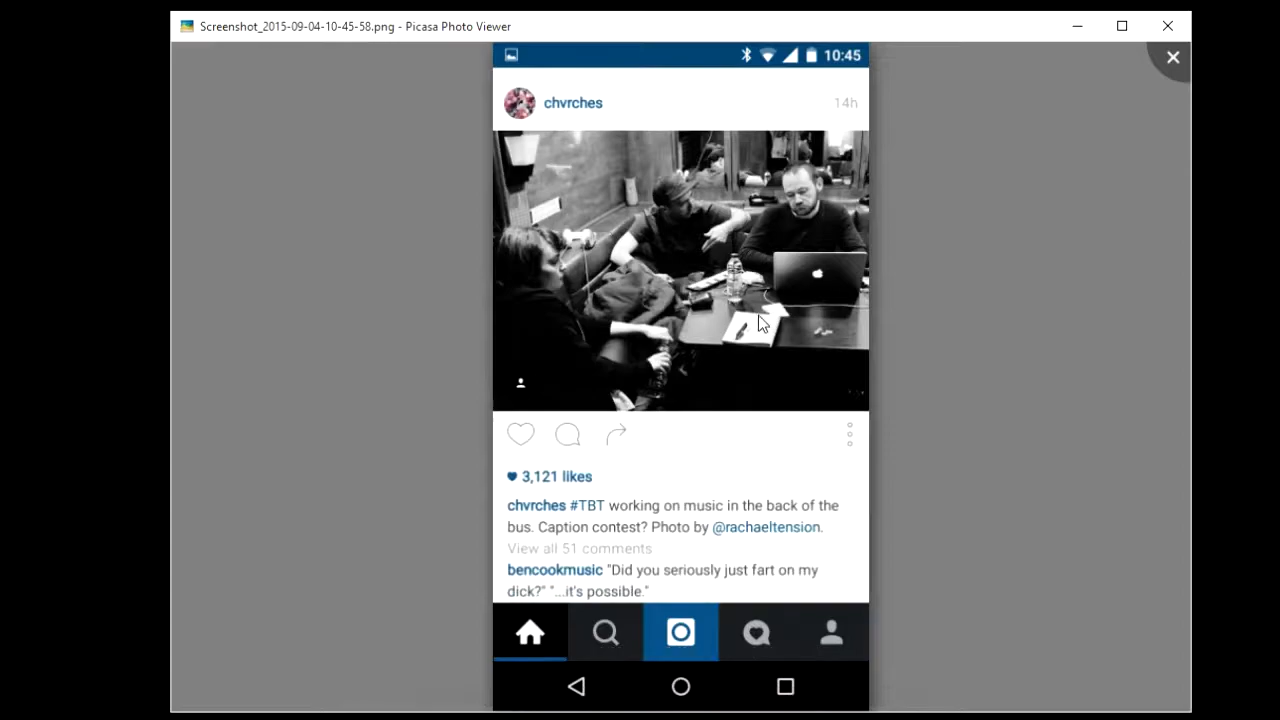 Screenshot_2015-09-04-10-45-58.png - Picasa Photo Viewer
10:45
chvrches
14h
3,121 likes
chvrches #TBT working on music in the back of the
bus. Caption contest? Photo by @rachaeltension.
View all 51 comments
bencookmusic "Did you seriously just fart on my
dick?" "...it's possible."